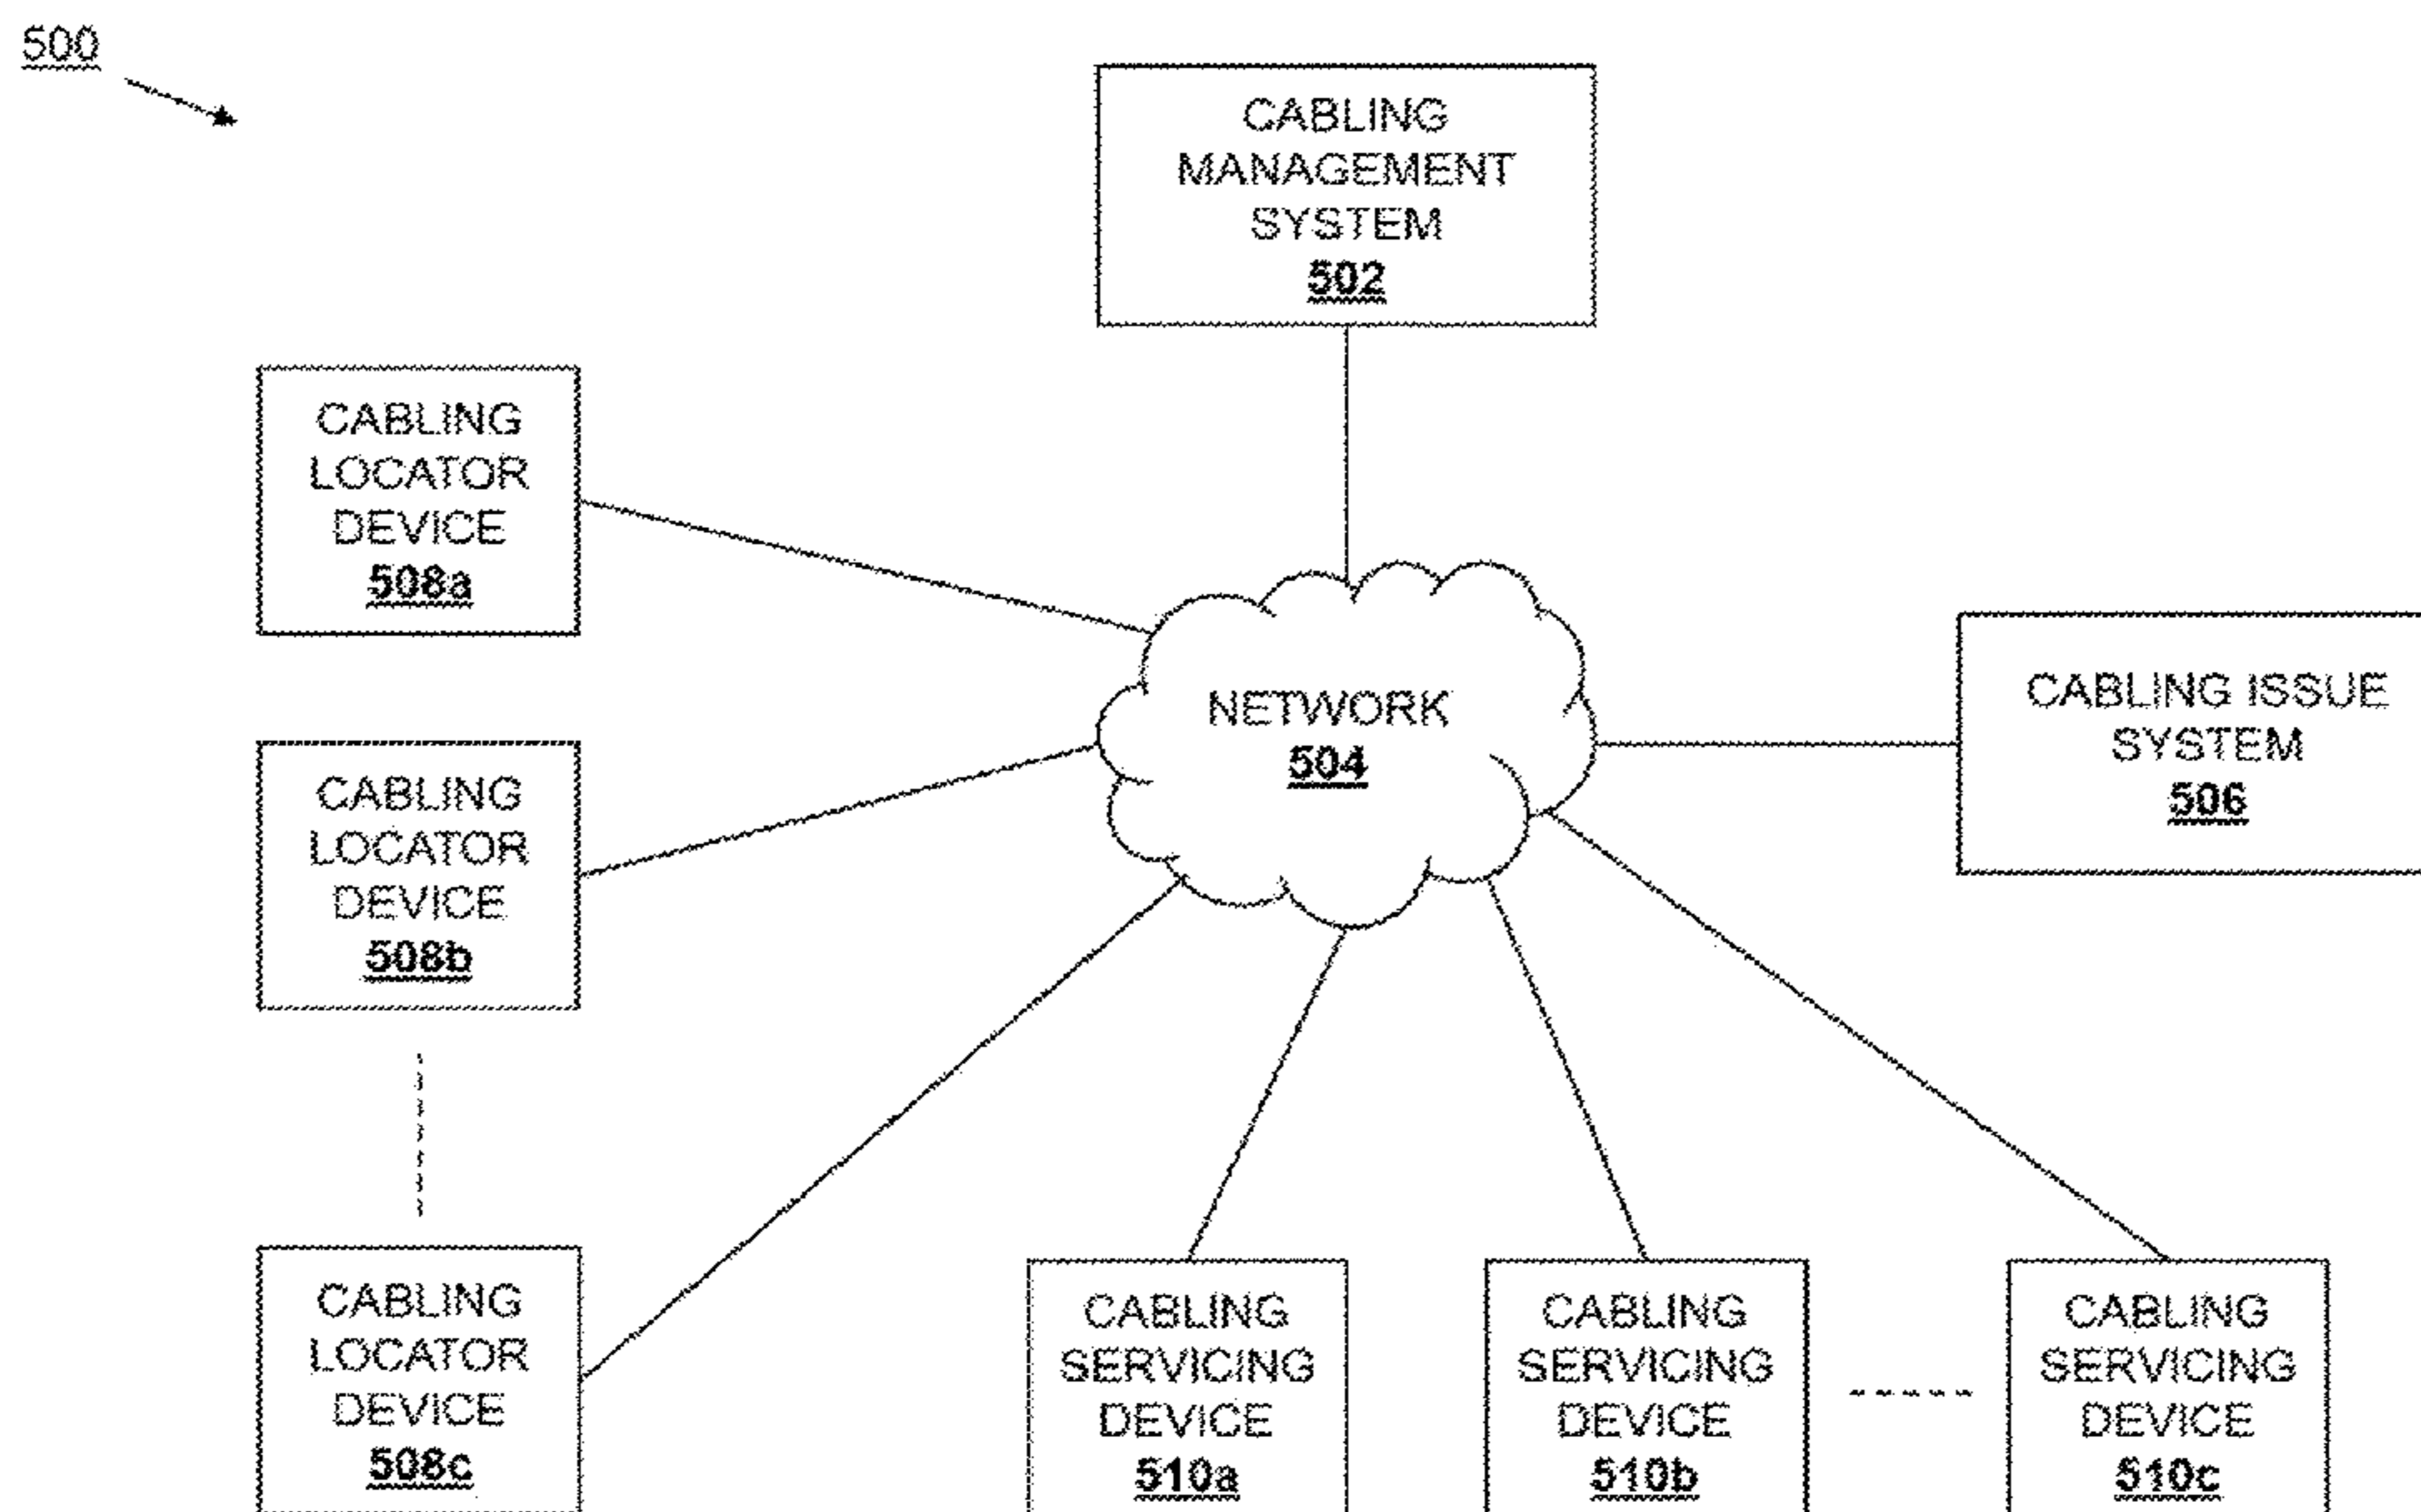 500
CABLING
MANAGEMENT
SYSTEM
502
CABLING
LOCATOR
DEVICE
508a
NETWORK
504
CABLING ISSUE
SYSTEM
506
CABLING
LOCATOR
DEVICE
508b
CABLING
LOCATOR
DEVICE
508c
CABLING
SERVICING
DEVICE
510a
CABLING
SERVICING
DEVICE
510b
CABLING
SERVICING
DEVICE
510c